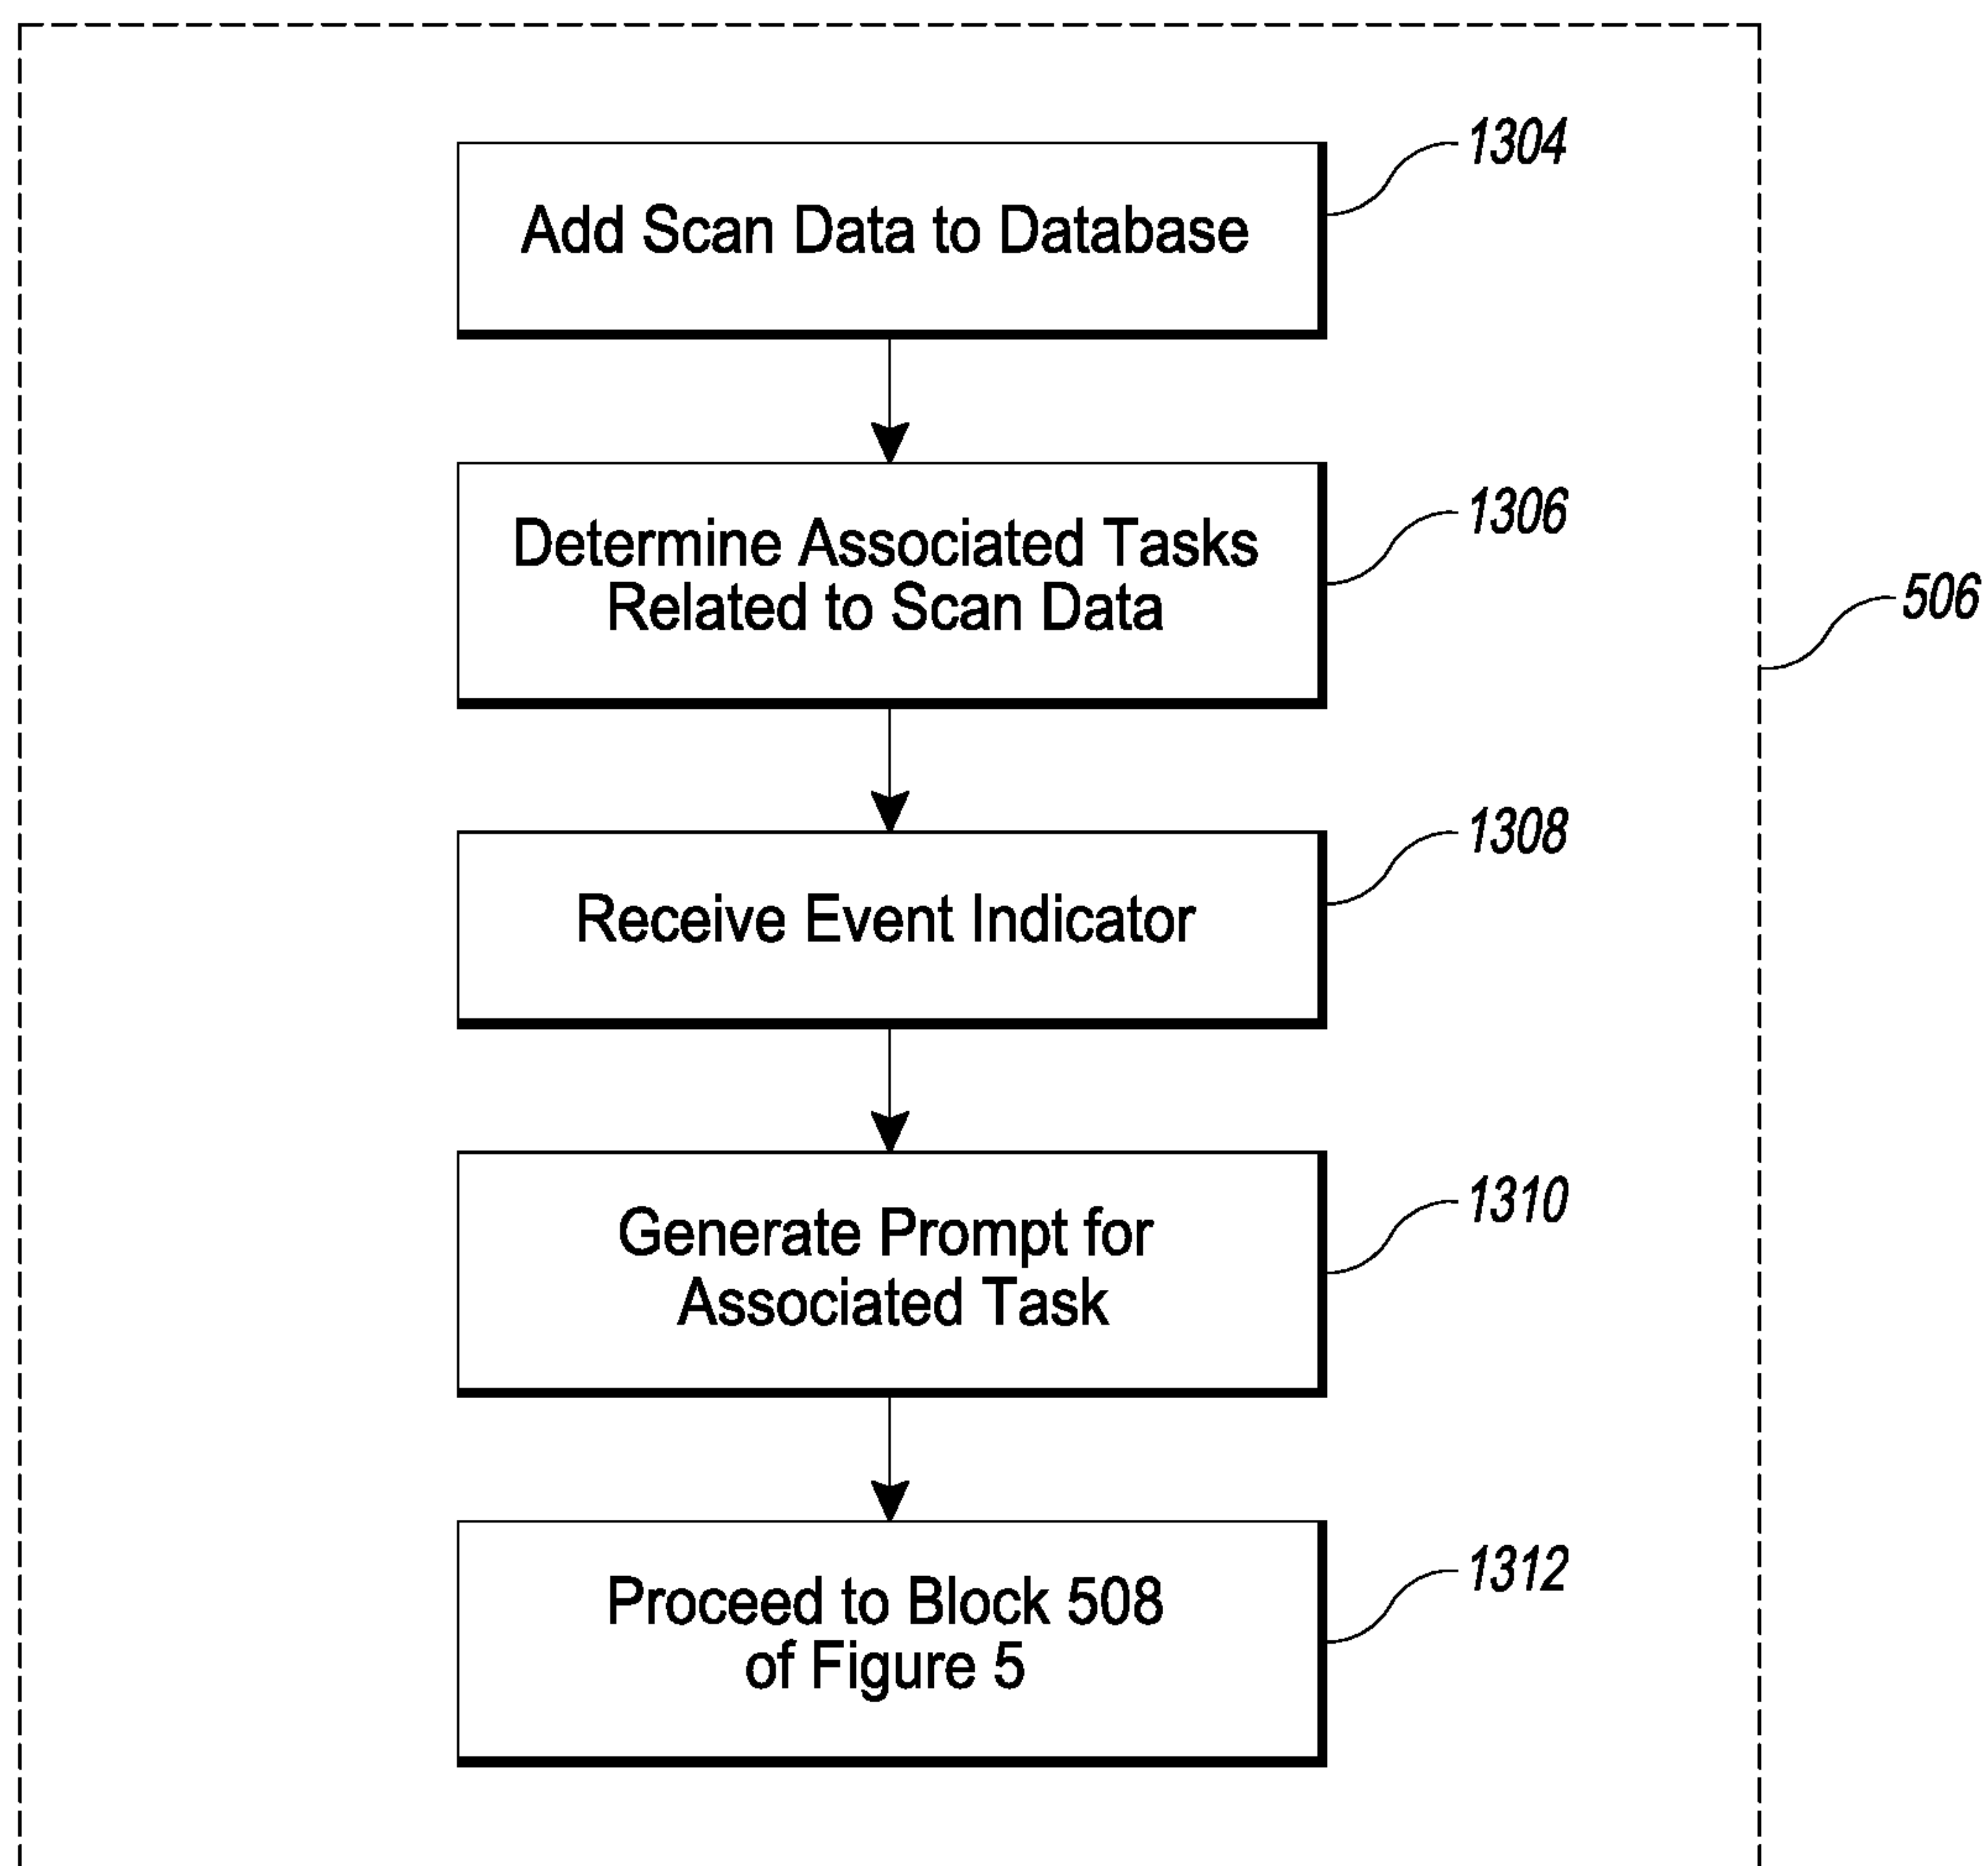 1304
Add Scan Data to Database
1306
Determine Associated Tasks
Related to Scan Data
506
1308
Receive Event Indicator
1310
Generate Prompt for
Associated Task
1312
Proceed to Block 508
of Figure 5